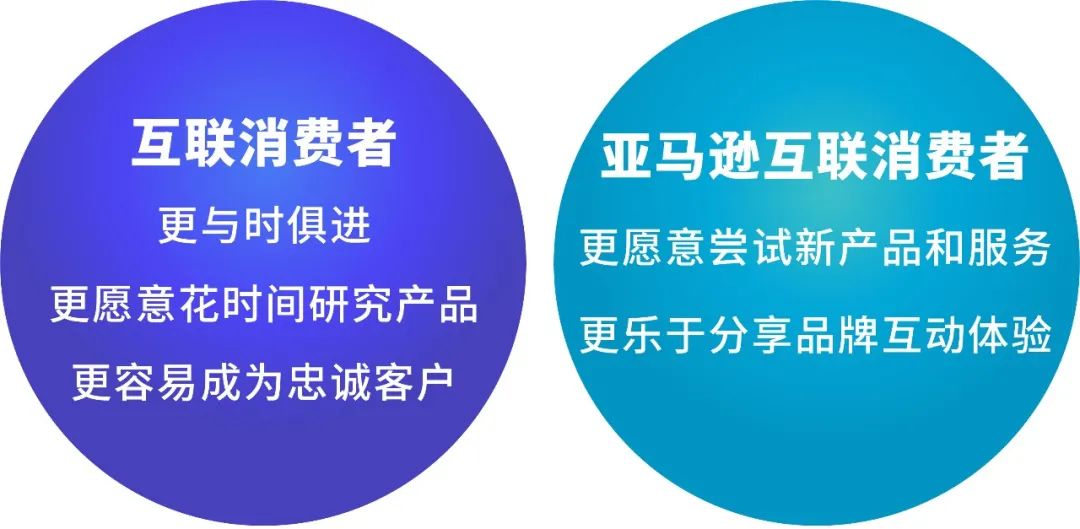 互联消费者
更与时俱进
更愿意花时间研究产品
更容易成为忠诚客户
亚马逊互联消费者
更愿意尝试新产品和服务
更乐于分享品牌互动体验